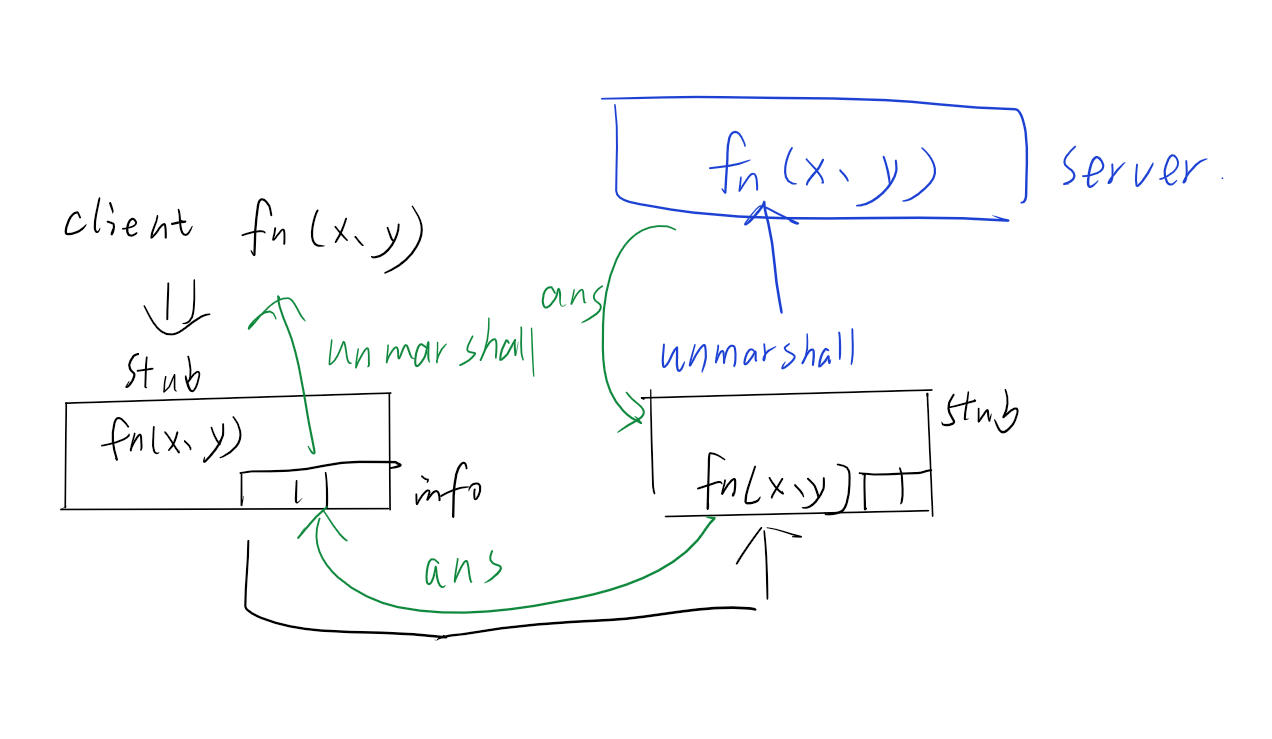 fn (x、y)
server
client fn (x、y)
ans
unmarshall
unmarshall
stub
stub
fn(x、y)
info
fn(x、y)
ans